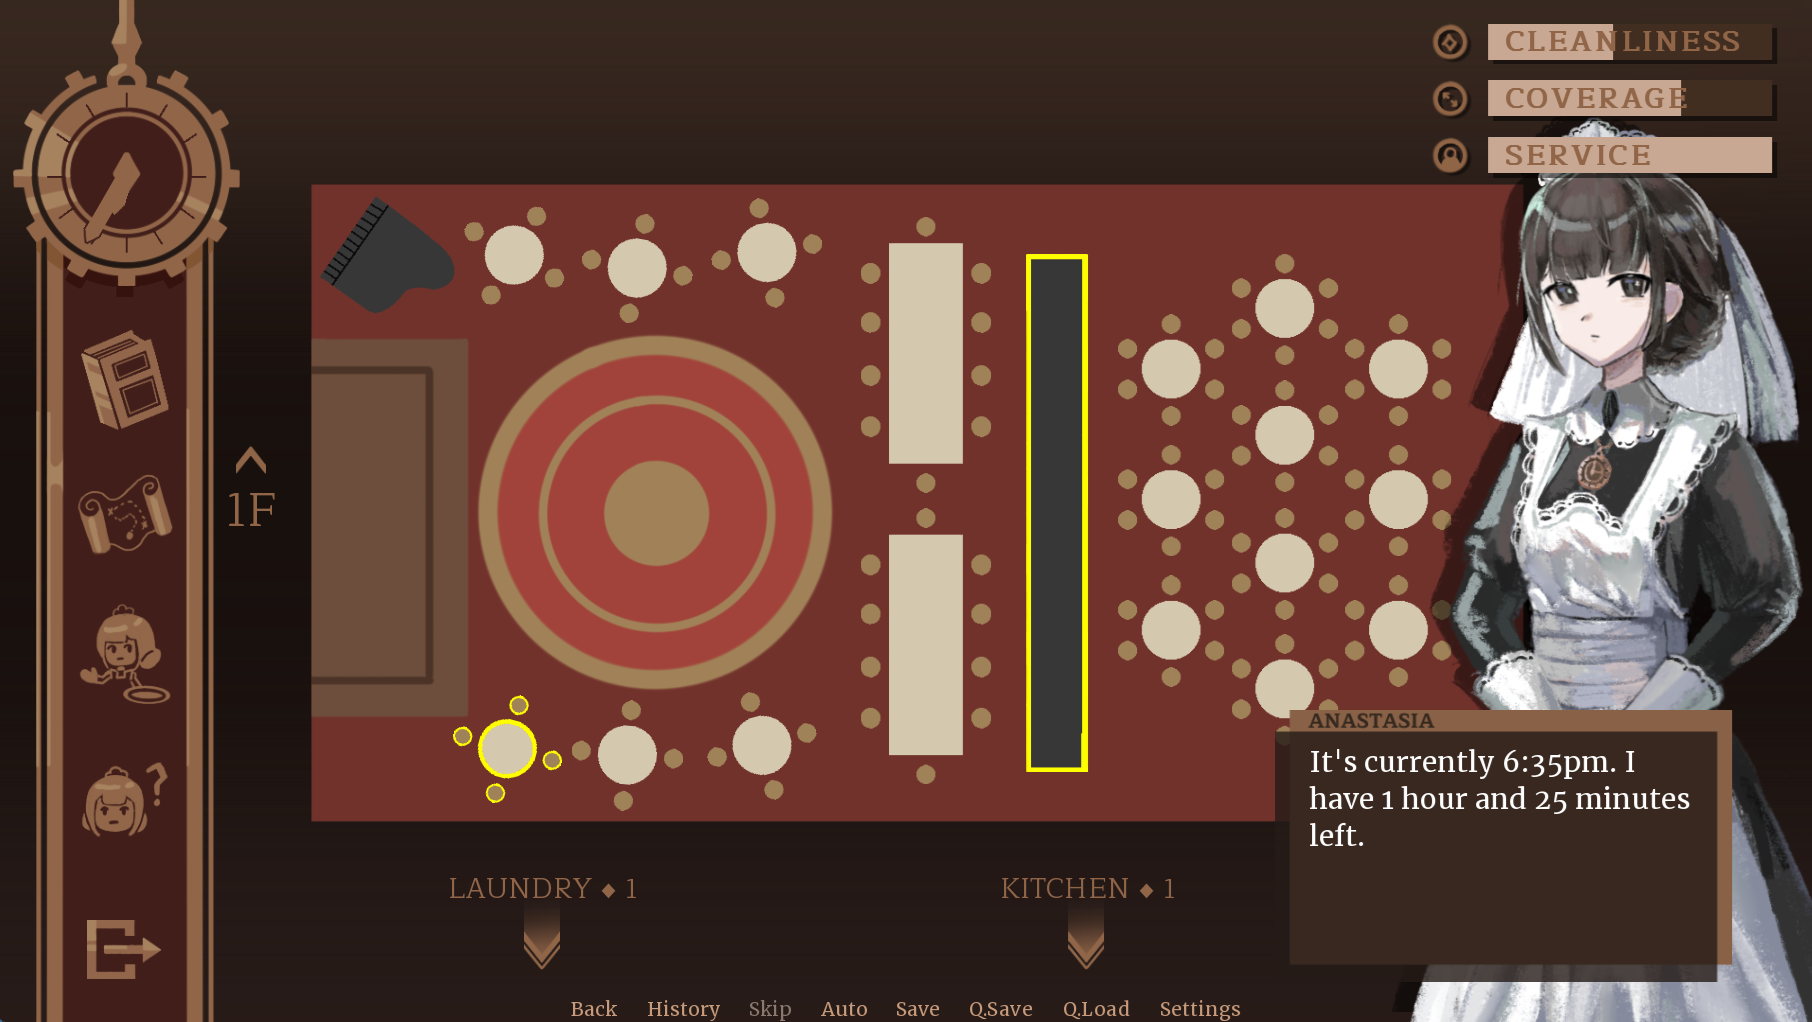 CLEANLINESS
COVERAGE
SERVICE
1F
ANASTASIA
It's currently 6:35pm. I
have 1 hour and 25 minutes
left.
LAUNDRY ◆ 1
KITCHEN ◆ 1
Back History Skip Auto Save Q.Save Q.Load Settings